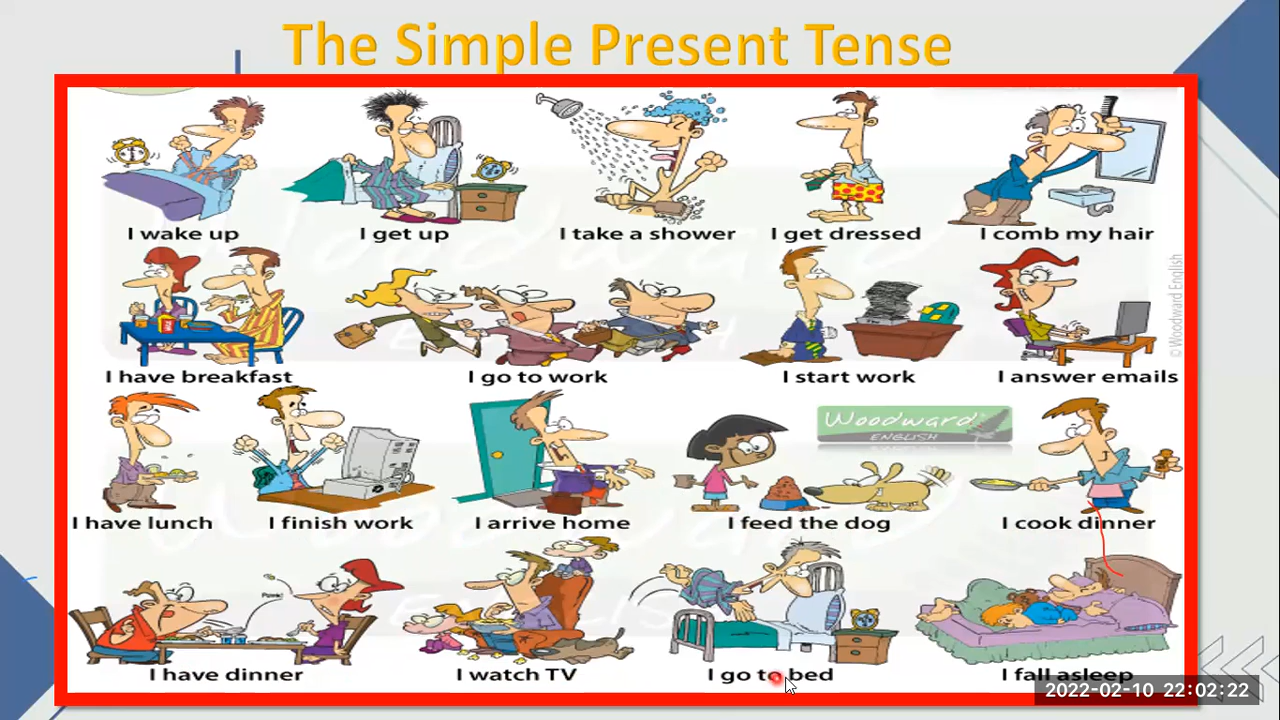 The Simple Present Tense
I wake up
I get up
I take a shower
I get dressed
I comb my hair
I have breakfast
I go to work
I start work
I answer emails
© Woodward English
I have lunch
I finish work
I arrive home
I feed the dog
Woodward
ENGLISH
I cook dinner
I have dinner
I watch TV
I go to bed
I fall asleep
2022-02-10 22:02:22